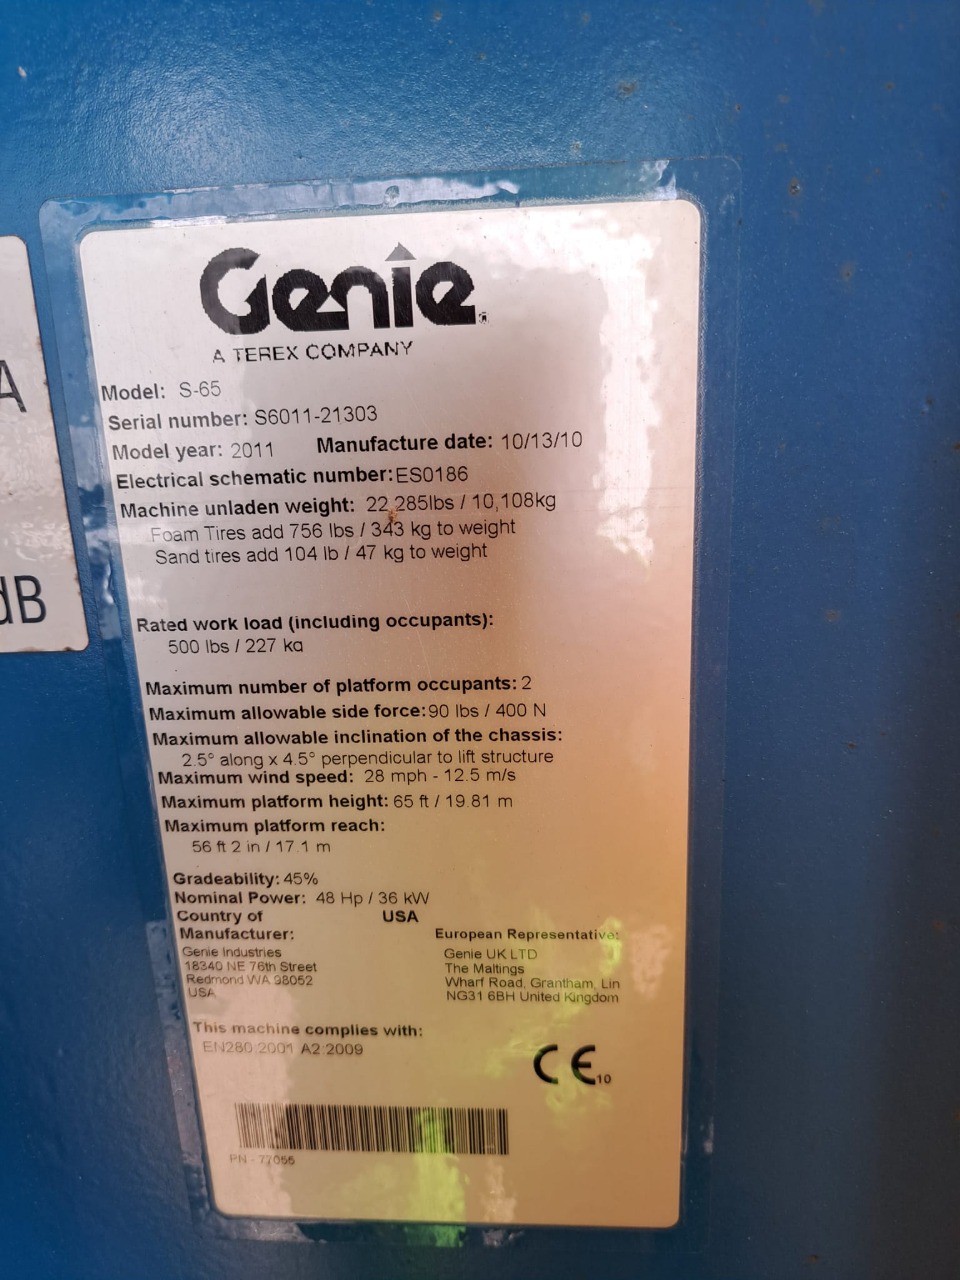 Genie
A TEREX COMPANY
Model: S-65
Serial number: S6011-21303
Model year: 2011 Manufacture date: 10/13/10
Electrical schematic number:ES0186
Machine unladen weight: 22,285lbs / 10,108kg
Foam Tires add 756 lbs / 343 kg to weight
Sand tires add 104 lb / 47 kg to weight
Rated work load (including occupants):
500 lbs / 227 kg
Maximum number of platform occupants: 2
Maximum allowable side force:90 lbs / 400 N
Maximum allowable inclination of the chassis:
2.5° along x 4.5° perpendicular to lift structure
Maximum wind speed: 28 mph - 12.5 m/s
Maximum platform height: 65 ft / 19.81 m
Maximum platform reach:
56 ft 2 in / 17.1 m
Gradeability: 45%
Nominal Power: 48 Hp / 36 kW
Country of USA
Manufacturer:
Genie Industries
18340 NE 76th Street
Redmond WA 98052
USA
European Representative:
Genie UK LTD
The Maltings
Wharf Road, Grantham, Lin
NG31 6BH United Kingdom
This machine complies with:
EN280:2001 A2:2009
CE 10
PN - 77055
A
dB